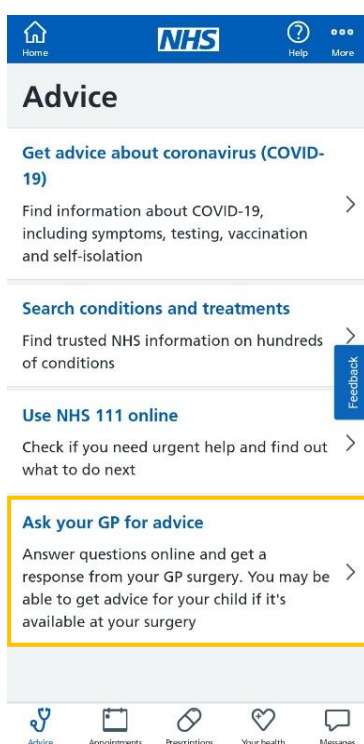 Home
NHS
Help
More
Advice
Get advice about coronavirus (COVID-
19)
Find information about COVID-19,
including symptoms, testing, vaccination
and self-isolation
Search conditions and treatments
Find trusted NHS information on hundreds
of conditions
Feedback
Use NHS 111 online
Check if you need urgent help and find out
what to do next
Ask your GP for advice
Answer questions online and get a
response from your GP surgery. You may be
able to get advice for your child if it's
available at your surgery
Advice
Appointments
Prescriptions
Your health
Messages